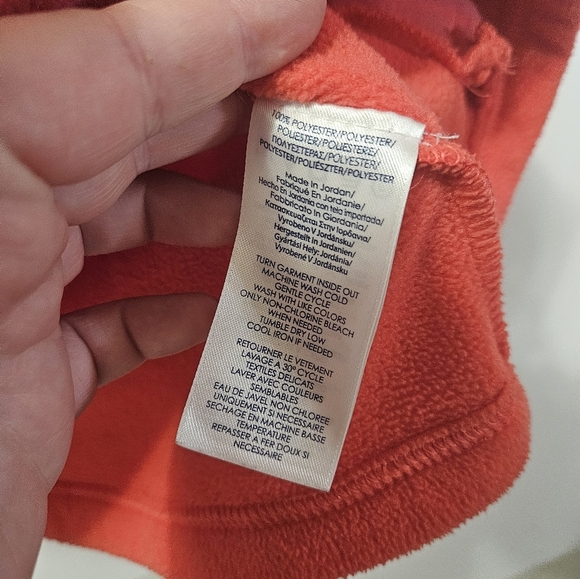 100% POLYESTER/POLYESTER/
POLIESTER/POLIESTERE/
ΠΟΛΥΕΣΤΕΡΑΣ/POLYESTER/
POLYESTER/POLIÉSZTER/POLYESTER
Made in Jordan/
Fabriqué En Jordanie/
Hecho En Jordania con tela importada/
Fabbricato in Giordania/
Κατασκευάζεται Στην Ιορδανία/
Vyrobeno V Jordánsku/
Hergestellt in Jordanien/
Gyártási Hely: Jordánia/
Vyrobené V Jordánsku
TURN GARMENT INSIDE OUT
MACHINE WASH COLD
GENTLE CYCLE
WASH WITH LIKE COLORS
ONLY NON-CHLORINE BLEACH
WHEN NEEDED
TUMBLE DRY LOW
COOL IRON IF NEEDED
RETOURNER LE VETEMENT
LAVAGE A 30° CYCLE
TEXTILES DELICATS
LAVER AVEC COULEURS
SEMBLABLES
EAU DE JAVEL NON CHLOREE
UNIQUEMENT SI NECESSAIRE
SECHAGE EN MACHINE BASSE
TEMPERATURE
REPASSER A FER DOUX SI
NECESSAIRE